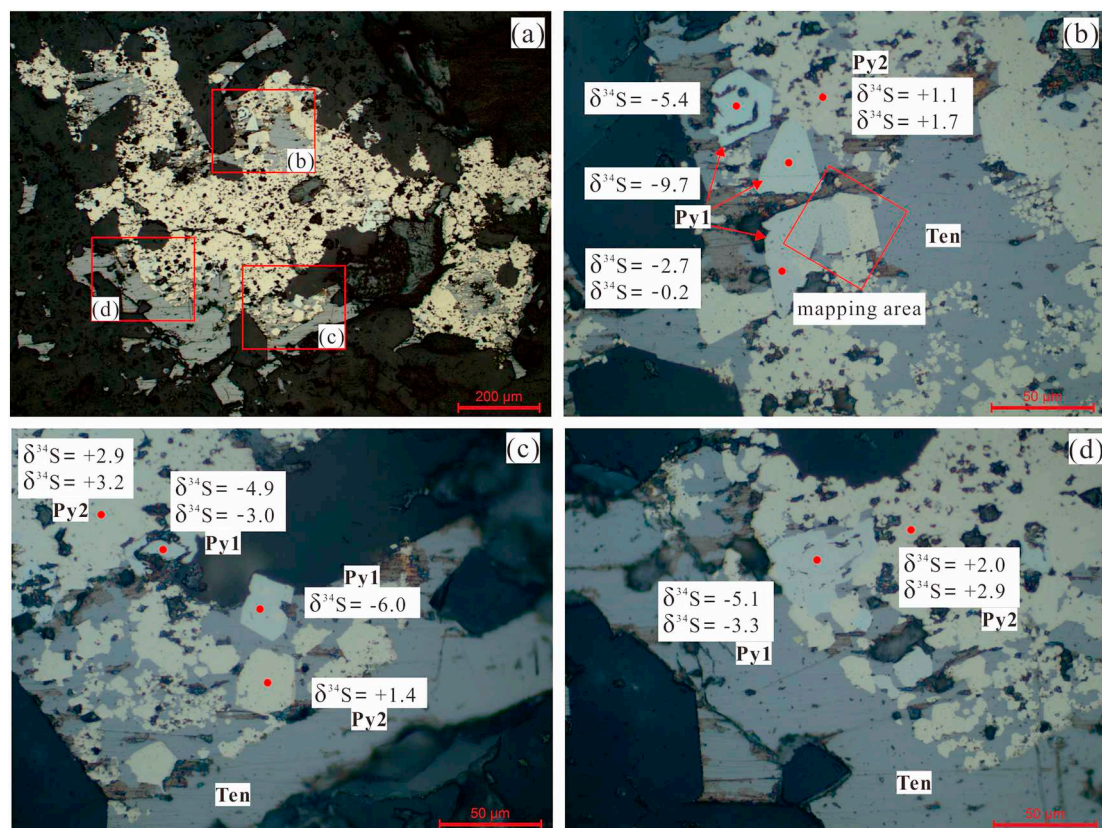 (a)
(b)
(d)
(c)
200 µm
(b)
Py2
δ³⁴S= +1.1
δ³⁴S= +1.7
δ³⁴S= -5.4
δ³⁴S= -9.7
Py1
δ³⁴S= -2.7
δ³⁴S= -0.2
Ten
mapping area
50 µm
(c)
δ³⁴S= +2.9
δ³⁴S= +3.2
Py2
δ³⁴S= -4.9
δ³⁴S= -3.0
Py1
Py1
δ³⁴S= -6.0
δ³⁴S= +1.4
Py2
Ten
50 µm
(d)
δ³⁴S= +2.0
δ³⁴S= +2.9
Py2
δ³⁴S= -5.1
δ³⁴S= -3.3
Py1
Ten
50 µm